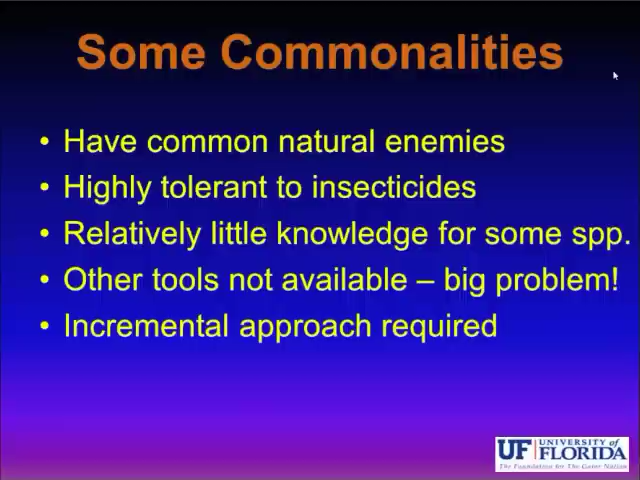 Some Commonalities
• Have common natural enemies
• Highly tolerant to insecticides
• Relatively little knowledge for some spp.
• Other tools not available – big problem!
• Incremental approach required
UF UNIVERSITY of
FLORIDA
The Foundation for The Gator Nation